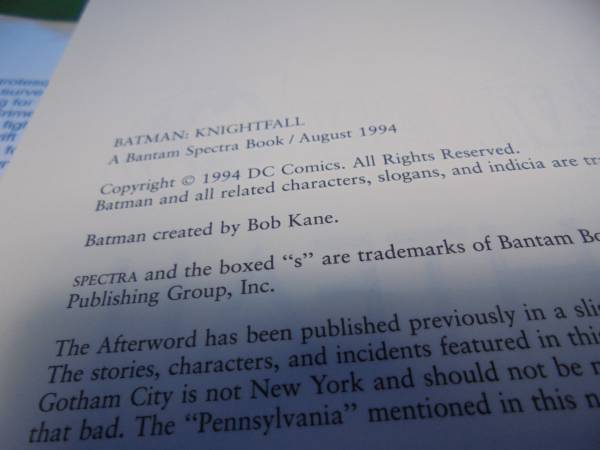 BATMAN: KNIGHTFALL
A Bantam Spectra Book / August 1994
Copyright © 1994 DC Comics. All Rights Reserved.
Batman and all related characters, slogans, and indicia are
Batman created by Bob Kane.
SPECTRA and the boxed “s” are trademarks of Bantam
Publishing Group, Inc.
The Afterword has been published previously in a
The stories, characters, and incidents featured in
Gotham City is not New York and should not be
that bad. The “Pennsylvania” mentioned in this